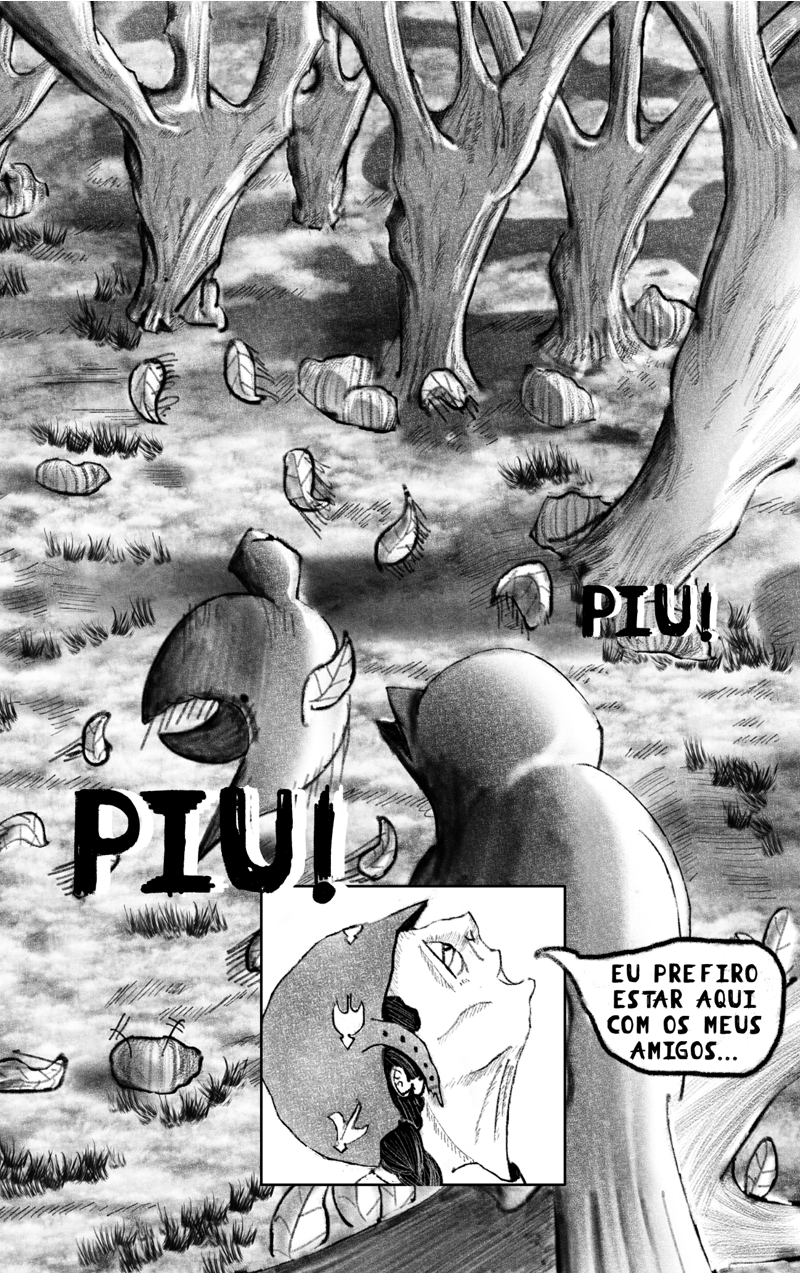 PIU!
PIU!
EU PREFIRO
ESTAR AQUI
COM OS MEUS
AMIGOS...